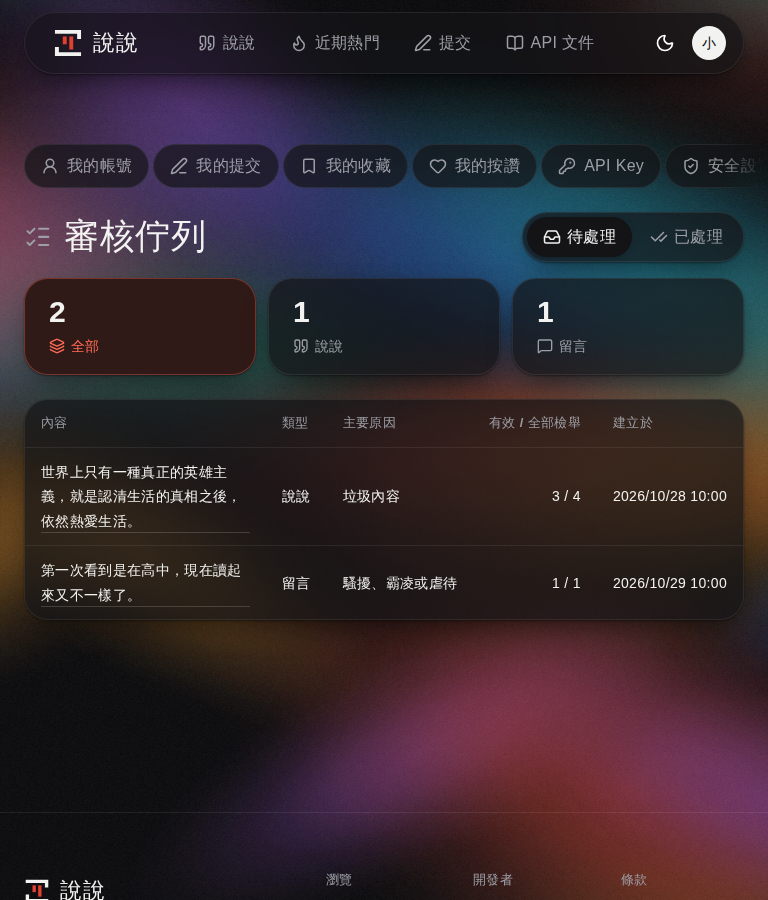 說說
說說
近期熱門
提交
API 文件
小
我的帳號
我的提交
我的收藏
我的按讚
API Key
安全設
審核佇列
待處理
已處理
2
全部
1
說說
1
留言
內容
類型
主要原因
有效 / 全部檢舉
建立於
世界上只有一種真正的英雄主
義，就是認清生活的真相之後，
依然熱愛生活。
說說
垃圾內容
3 / 4
2026/10/28 10:00
第一次看到是在高中，現在讀起
來又不一樣了。
留言
騷擾、霸凌或虐待
1 / 1
2026/10/29 10:00
說說
瀏覽
開發者
條款